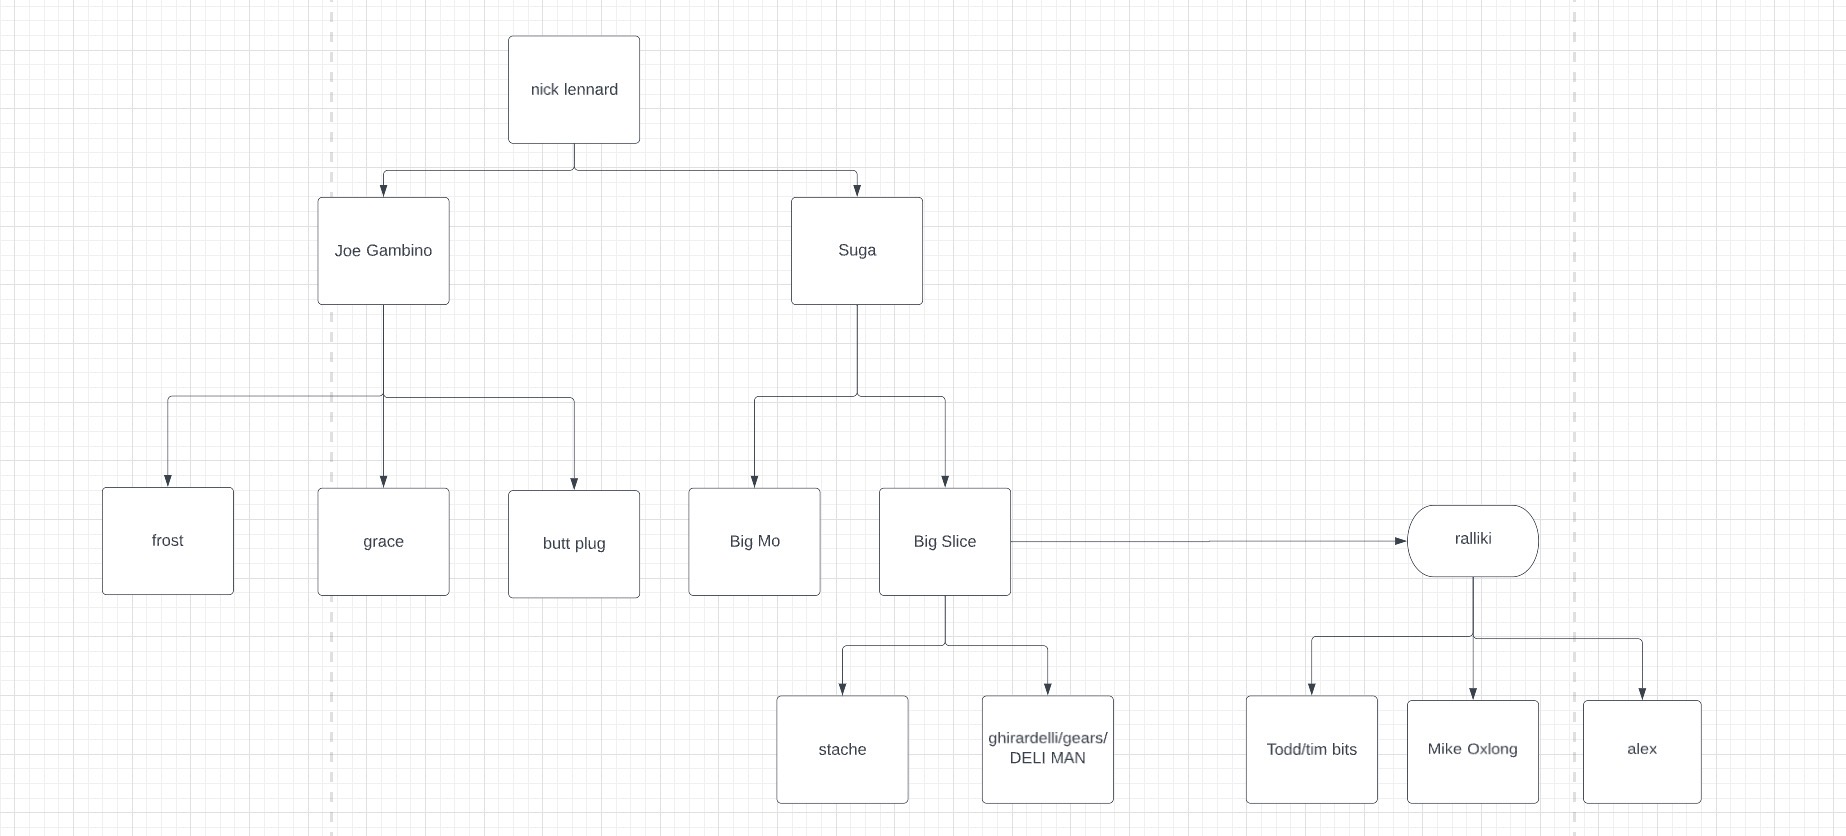 nick lennard
Joe Gambino
Suga
frost
grace
butt plug
Big Mo
Big Slice
ralliki
stache
ghirardelli/gears/
DELI MAN
Todd/tim bits
Mike Oxlong
alex